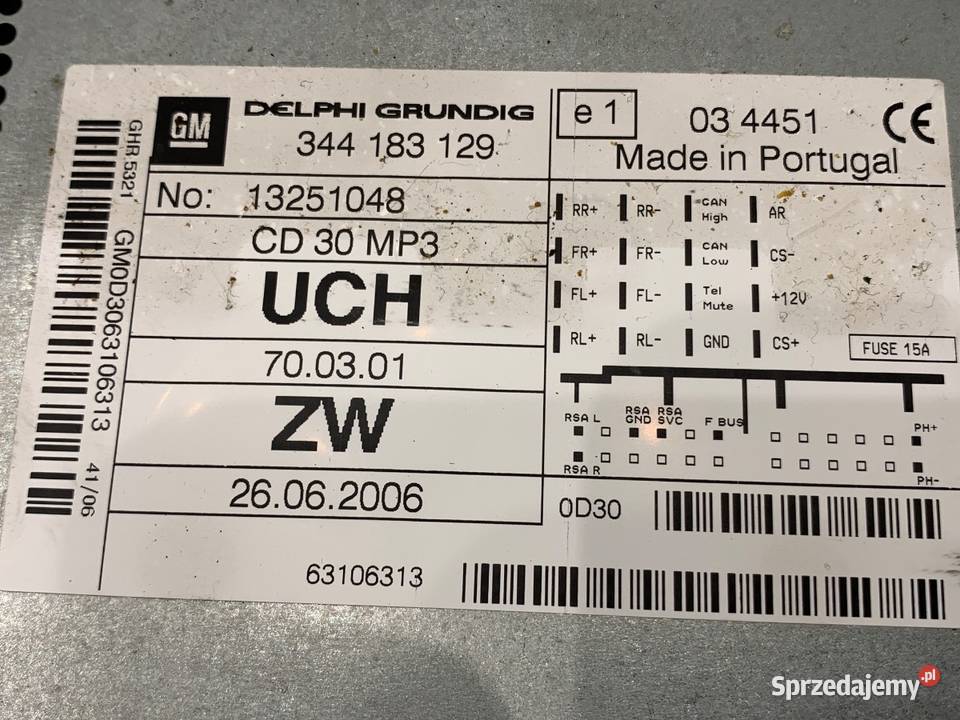 GM
DELPHI GRUNDIG
344 183 129
No: 13251048
CD 30 MP3
UCH
70.03.01
ZW
26.06.2006
63106313
e 1
03 4451
CE
Made in Portugal
RR+ RR- CAN High AR
FR+ FR- CAN Low CS-
FL+ FL- Tel Mute +12V
RL+ RL- GND CS+
FUSE 15A
RSA L RSA GND RSA SVC F BUS PH+
RSA R PH-
0D30
GHR.5321
GM0D3063106313
41/06
Sprzedajemy.pl